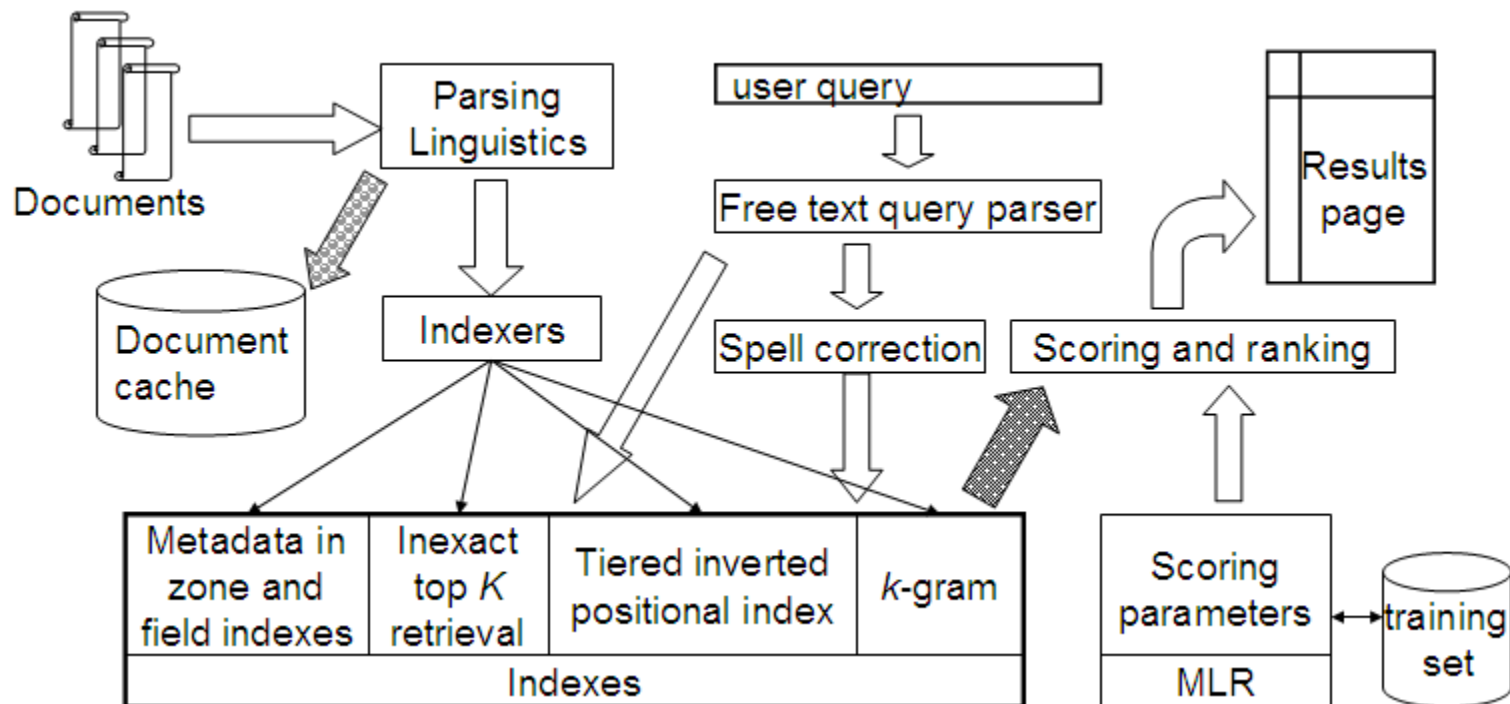 Documents
Parsing
Linguistics
user query
Results
page
Free text query parser
Document
cache
Indexers
Spell correction
Scoring and ranking
Metadata in
zone and
field indexes
Inexact
top K
retrieval
Tiered inverted
positional index
k-gram
Indexes
Scoring
parameters
MLR
training
set